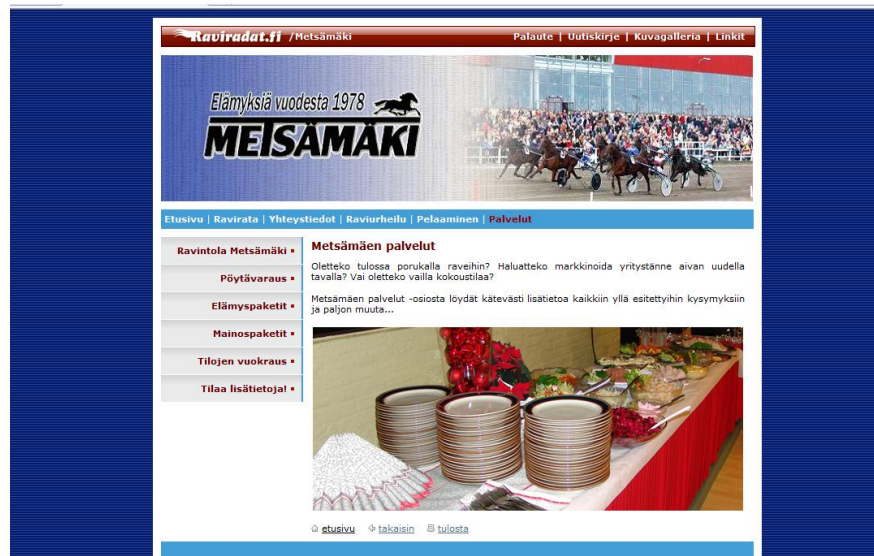 Raviradat.fi /Metsämäki
Palaute | Uutiskirje | Kuvagalleria | Linkit
Elämyksiä vuodesta 1978
METSÄMÄKI
Etusivu | Ravirata | Yhteystiedot | Raviurheilu | Pelaaminen | Palvelut
Ravintola Metsämäki
Pöytävaraus
Elämyspaketit
Mainospaketit
Tilojen vuokraus
Tilaa lisätietoja!
Metsämäen palvelut
Oletteko tulossa porukalla raveihin? Haluatteko markkinoida yritystänne aivan uudella
tavalla? Vai oletteko vailla kokoustilaa?
Metsämäen palvelut -osiosta löydät kätevästi lisätietoa kaikkiin yllä esitettyihin kysymyksiin
ja paljon muuta...
etusivu takaisin tulosta